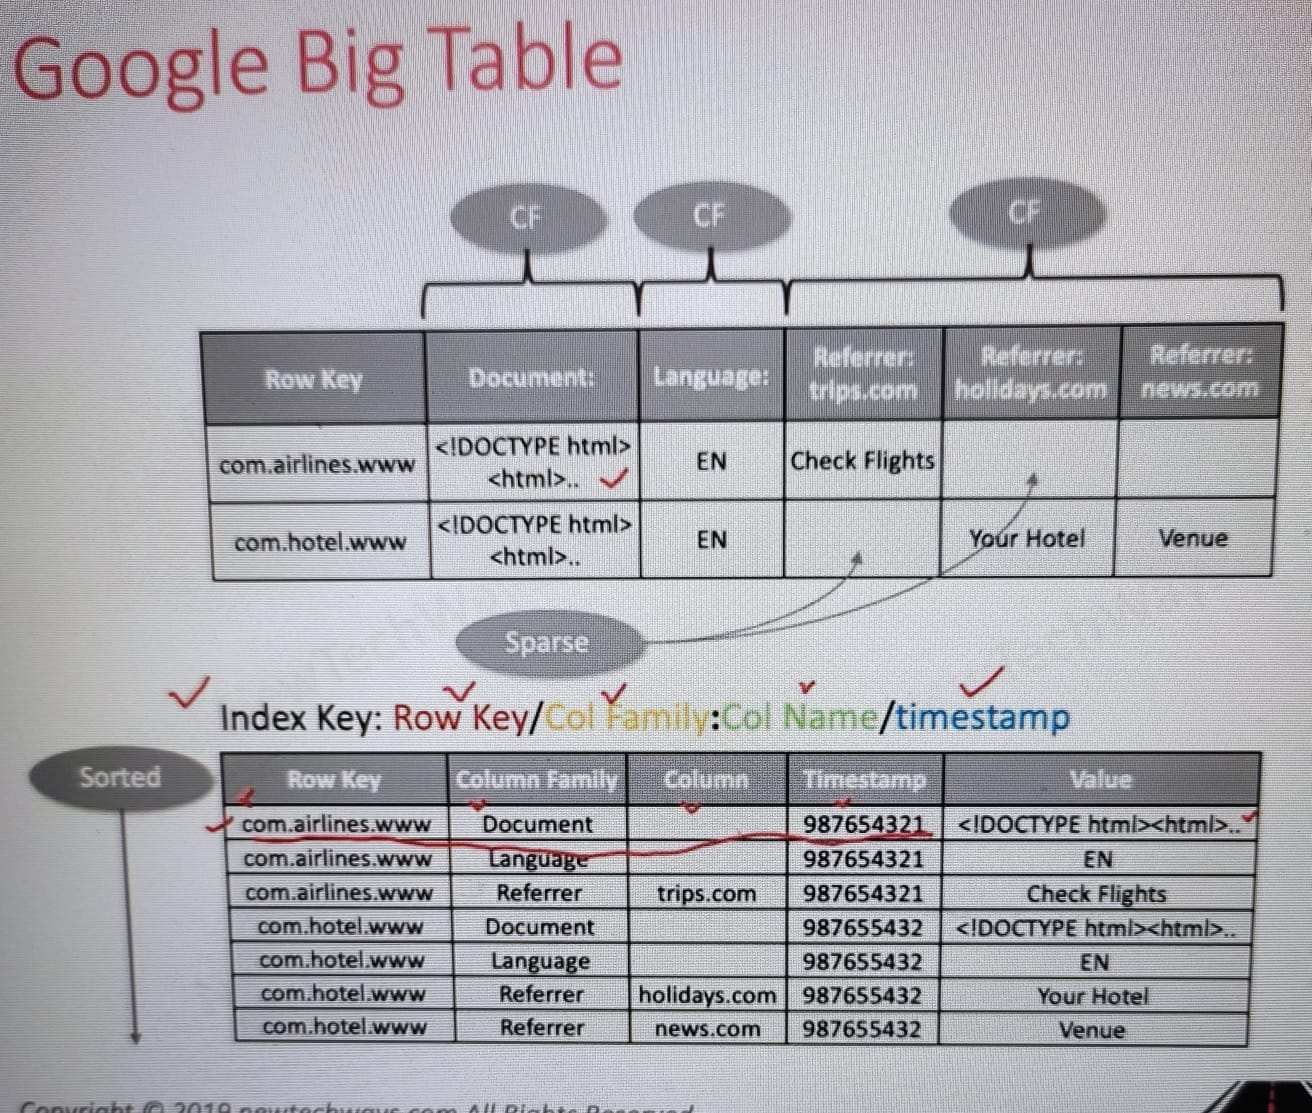 Google Big Table
CF CF CF
Row Key Document: Language: Referrer: trips.com Referrer: holidays.com Referrer: news.com
com.airlines.www <!DOCTYPE html> <html>.. EN Check Flights
com.hotel.www <!DOCTYPE html> <html>.. EN Your Hotel Venue
Sparse
Index Key: Row Key/Col Family:Col Name/timestamp
Sorted
Row Key Column Family Column Timestamp Value
com.airlines.www Document 987654321 <!DOCTYPE html><html>..
com.airlines.www Language 987654321 EN
com.airlines.www Referrer trips.com 987654321 Check Flights
com.hotel.www Document 987655432 <!DOCTYPE html><html>..
com.hotel.www Language 987655432 EN
com.hotel.www Referrer holidays.com 987655432 Your Hotel
com.hotel.www Referrer news.com 987655432 Venue
Copyright © 2019 newtechways.com All Rights Reserved